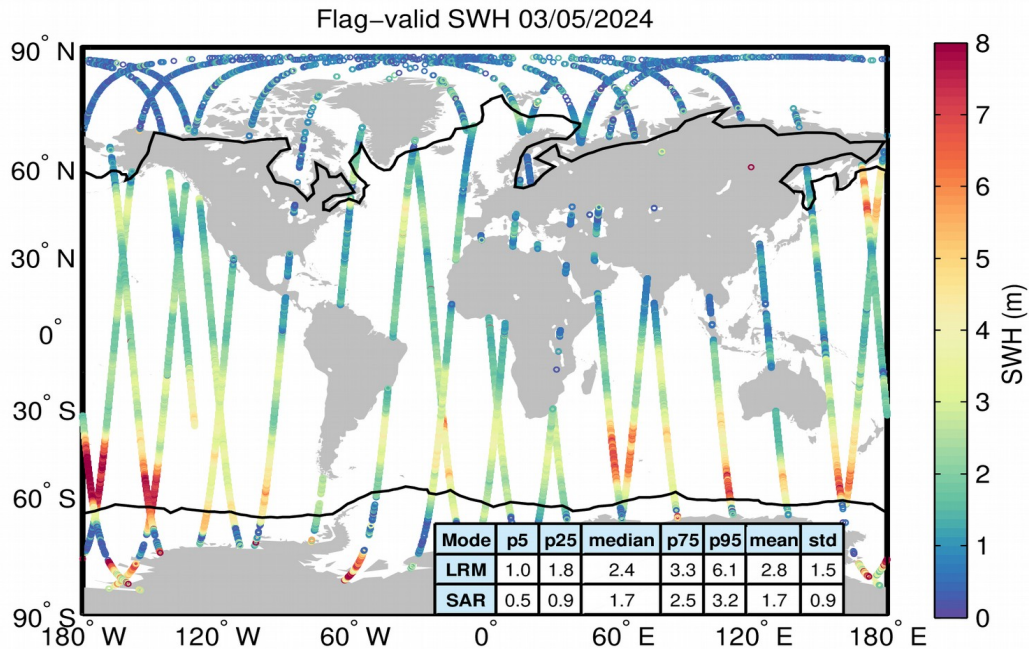 Flag−valid SWH 03/05/2024
90° N
60° N
30° N
0°
30° S
60° S
90° S
180° W
120° W
60° W
0°
60° E
120° E
180° E
8
7
6
5
4
3
2
1
0
SWH (m)
Mode p5 p25 median p75 p95 mean std
LRM 1.0 1.8 2.4 3.3 6.1 2.8 1.5
SAR 0.5 0.9 1.7 2.5 3.2 1.7 0.9